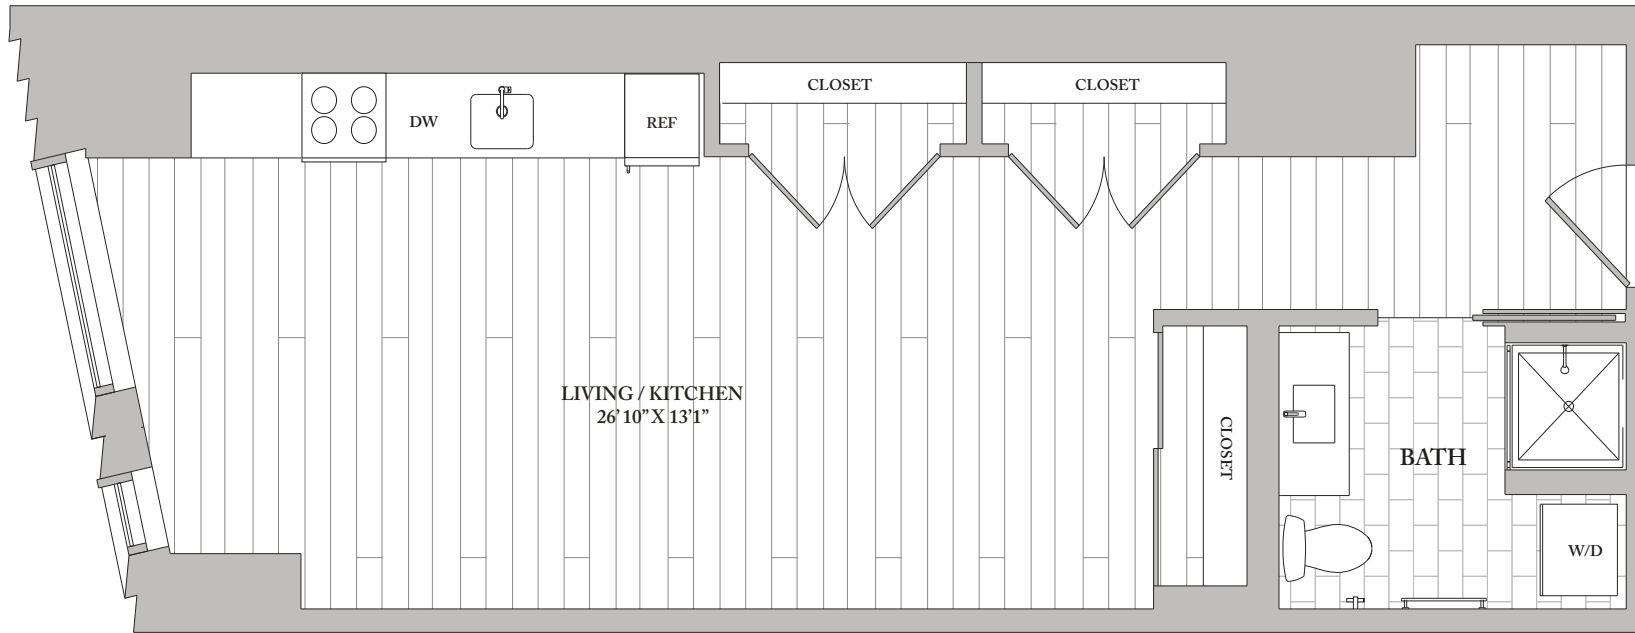 CLOSET
CLOSET
DW
REF
LIVING / KITCHEN
26' 10” X 13'1”
CLOSET
BATH
W/D